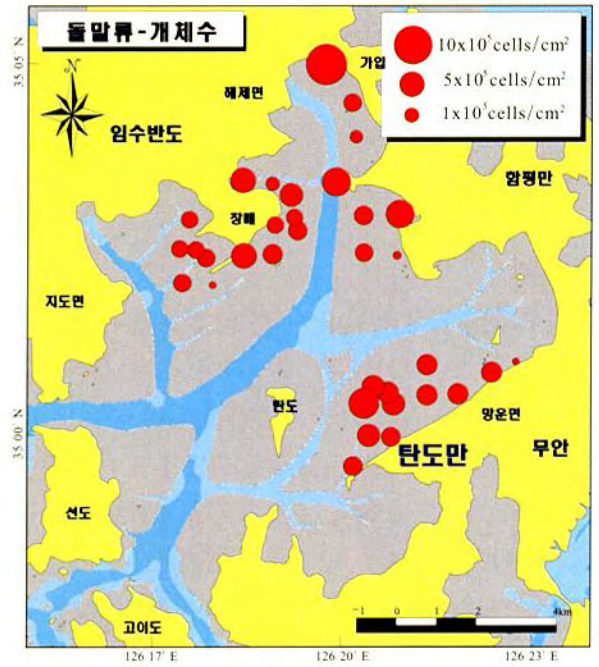 돌말류-개체수
10x10⁵cells/cm²
5x10⁵cells/cm²
1x10⁵cells/cm²
35 05' N
N
가입
해제면
임수반도
함평만
장배
지도면
탄도
망운면
무안
탄도만
35 00' N
선도
고이도
-1 0 1 2 4km
126 17' E
126 20' E
126 23' E